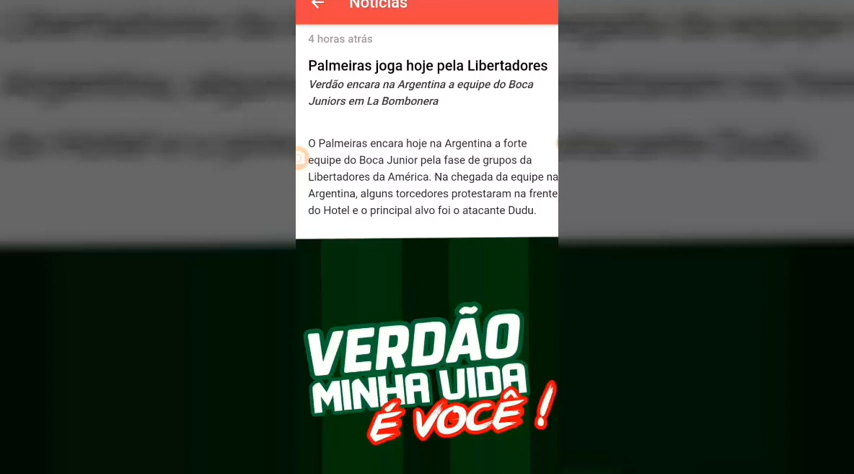 Notícias
4 horas atrás
Palmeiras joga hoje pela Libertadores
Verdão encara na Argentina a equipe do Boca
Juniors em La Bombonera
O Palmeiras encara hoje na Argentina a forte
equipe do Boca Junior pela fase de grupos da
Libertadores da América. Na chegada da equipe na
Argentina, alguns torcedores protestaram na frente
do Hotel e o principal alvo foi o atacante Dudu.
VERDÃO
MINHA VIDA
É VOCÊ!